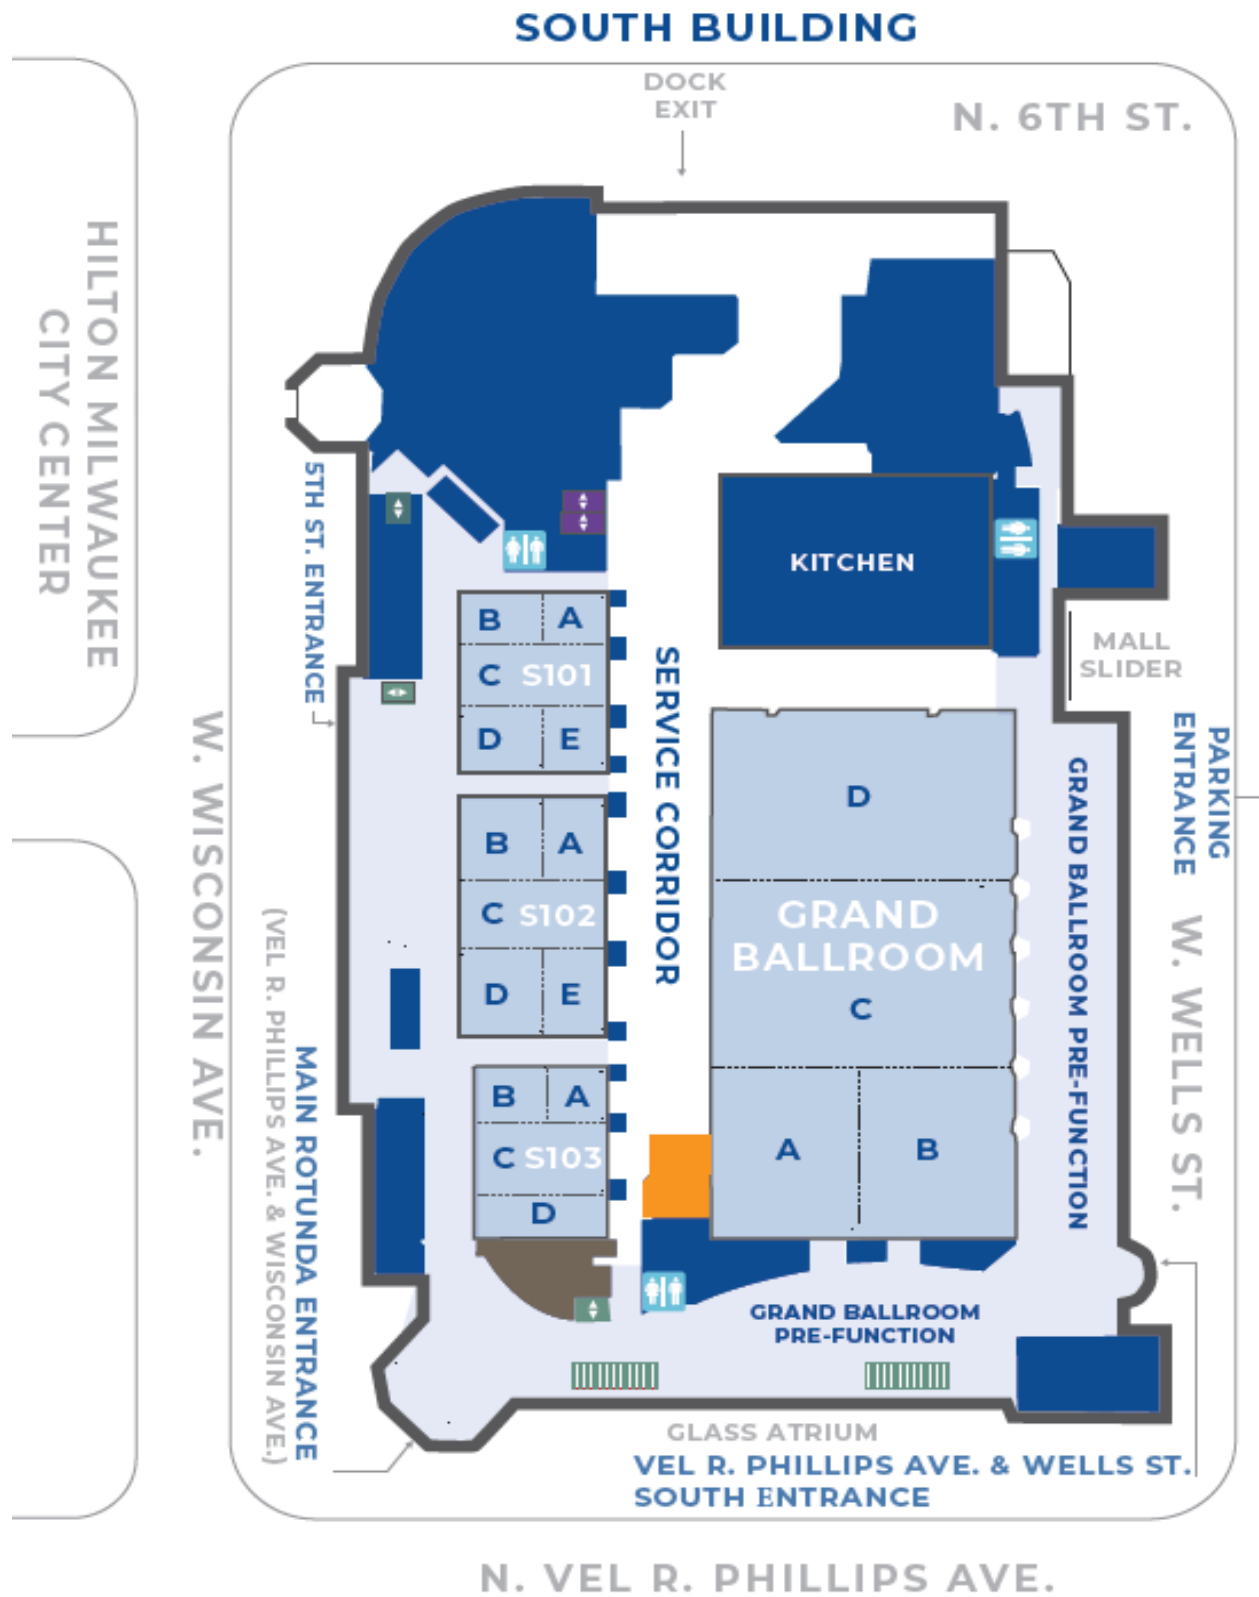 SOUTH BUILDING
DOCK
EXIT
N. 6TH ST.
HILTON MILWAUKEE
CITY CENTER
5TH ST. ENTRANCE
KITCHEN
B
A
C
S101
D
E
SERVICE CORRIDOR
MALL
SLIDER
PARKING
ENTRANCE
W. WISCONSIN AVE.
B
A
C
S102
D
E
D
GRAND
BALLROOM
C
A
B
GRAND BALLROOM PRE-FUNCTION
W. WELLS ST.
MAIN ROTUNDA ENTRANCE
(VEL R. PHILLIPS AVE. & WISCONSIN AVE.)
B
A
C
S103
D
GRAND BALLROOM
PRE-FUNCTION
GLASS ATRIUM
VEL R. PHILLIPS AVE. & WELLS ST.
SOUTH ENTRANCE
N. VEL R. PHILLIPS AVE.